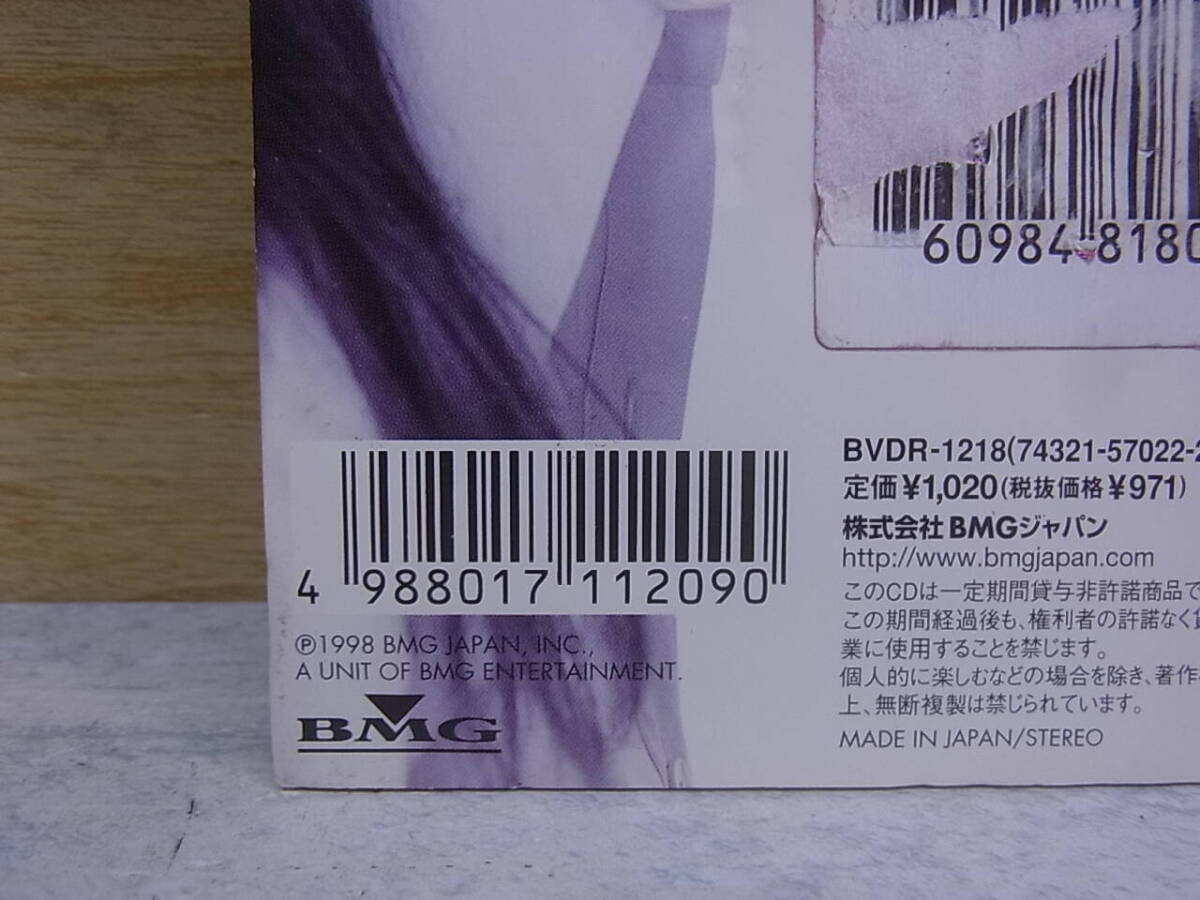 60984 8180
BVDR-1218(74321-57022-2
定価¥1,020(税抜価格¥971)
株式会社BMGジャパン
http://www.bmgjapan.com
このCDは一定期間貸与非許諾商品で
この期間経過後も、権利者の許諾なく賃
業に使用することを禁じます。
個人的に楽しむなどの場合を除き、著作
上、無断複製は禁じられています。
MADE IN JAPAN/STEREO
4 988017 112090
Ⓟ1998 BMG JAPAN, INC.,
A UNIT OF BMG ENTERTAINMENT.
BMG